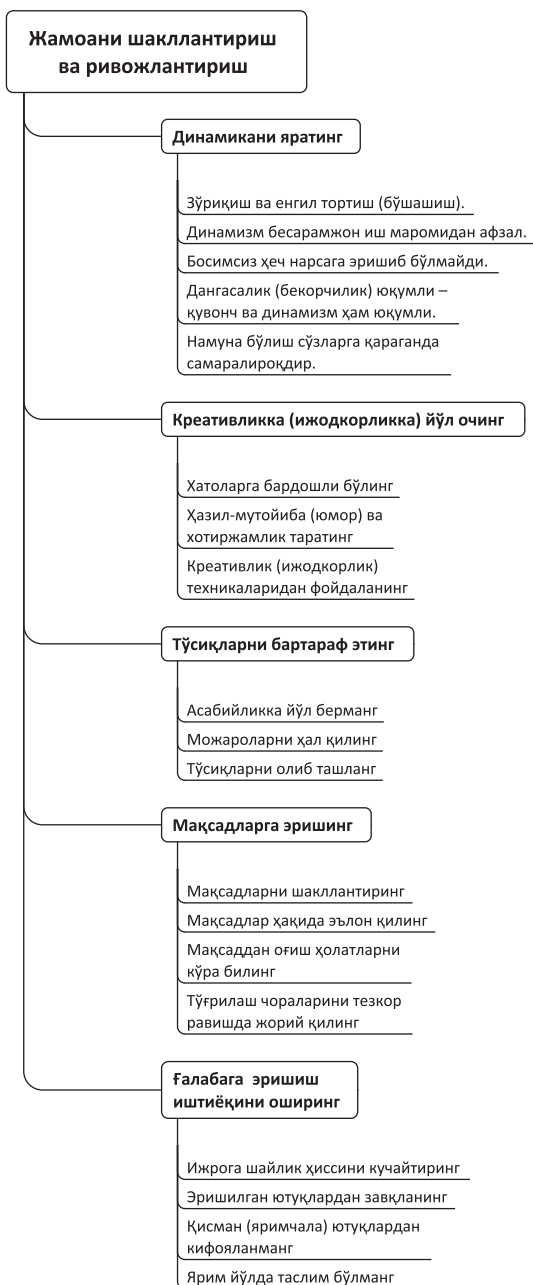 Жамоани шакллантириш
ва ривожлантириш
Динамикани яратинг
Зўриқиш ва енгил тортиш (бўшашиш).
Динамизм бесарамжон иш маромидан афзал.
Босимсиз ҳеч нарсага эришиб бўлмайди.
Дангасалик (бекорчилик) юқумли –
қувонч ва динамизм ҳам юқумли.
Намуна бўлиш сўзларга қараганда
самаралироқдир.
Креативликка (ижодкорликка) йўл очинг
Хатоларга бардошли бўлинг
Ҳазил-мутойиба (юмор) ва
хотиржамлик таратинг
Креативлик (ижодкорлик)
техникаларидан фойдаланинг
Тўсиқларни бартараф этинг
Асабийликка йўл берманг
Можароларни ҳал қилинг
Тўсиқларни олиб ташланг
Мақсадларга эришинг
Мақсадларни шакллантиринг
Мақсадлар ҳақида эълон қилинг
Мақсаддан оғиш ҳолатларни
кўра билинг
Тўғрилаш чораларини тезкор
равишда жорий қилинг
Ғалабага эришиш
иштиёқини оширинг
Ижрога шайлик ҳиссини кучайтиринг
Эришилган ютуқлардан завқланинг
Қисман (яримчала) ютуқлардан
кифояланманг
Ярим йўлда таслим бўлманг